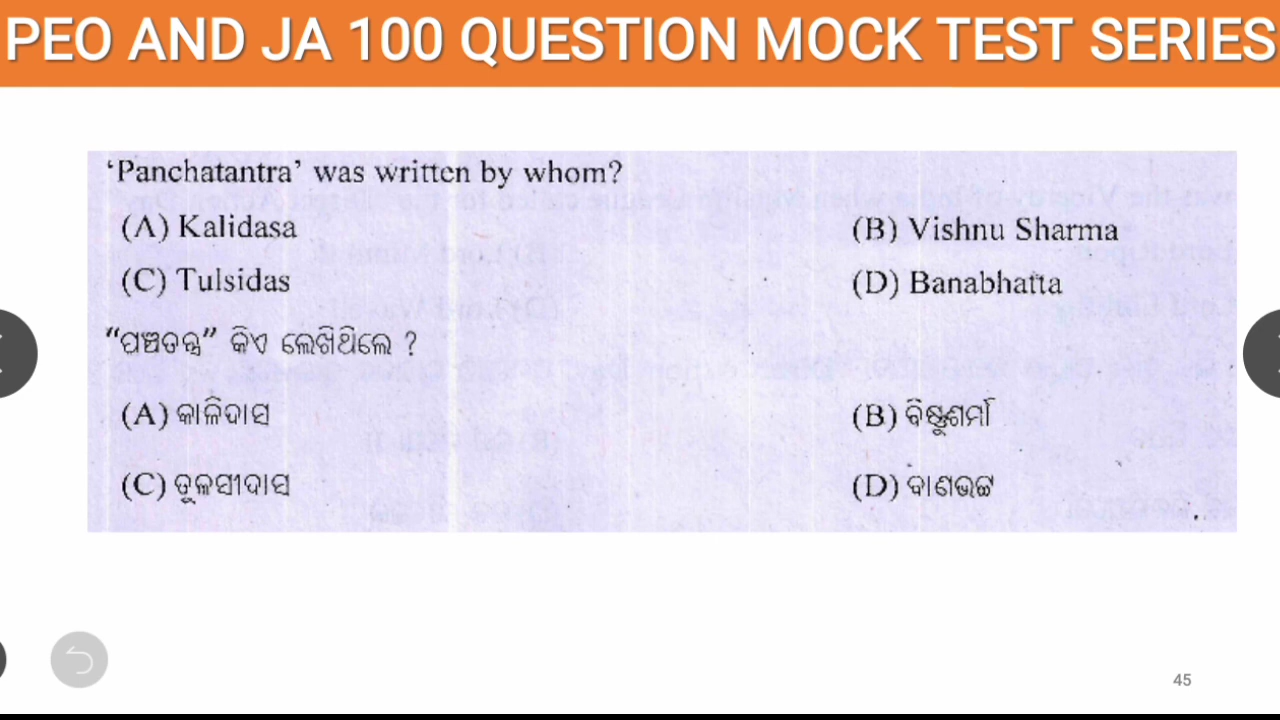 PEO AND JA 100 QUESTION MOCK TEST SERIES
‘Panchatantra’ was written by whom?
(A) Kalidasa (B) Vishnu Sharma
(C) Tulsidas (D) Banabhatta
“ପଞ୍ଚତନ୍ତ୍ର” କିଏ ଲେଖିଥିଲେ ?
(A) କାଳିଦାସ (B) ବିଷ୍ଣୁଶର୍ମା
(C) ତୂଳସୀଦାସ (D) ବାଣଭଟ୍ଟ
45